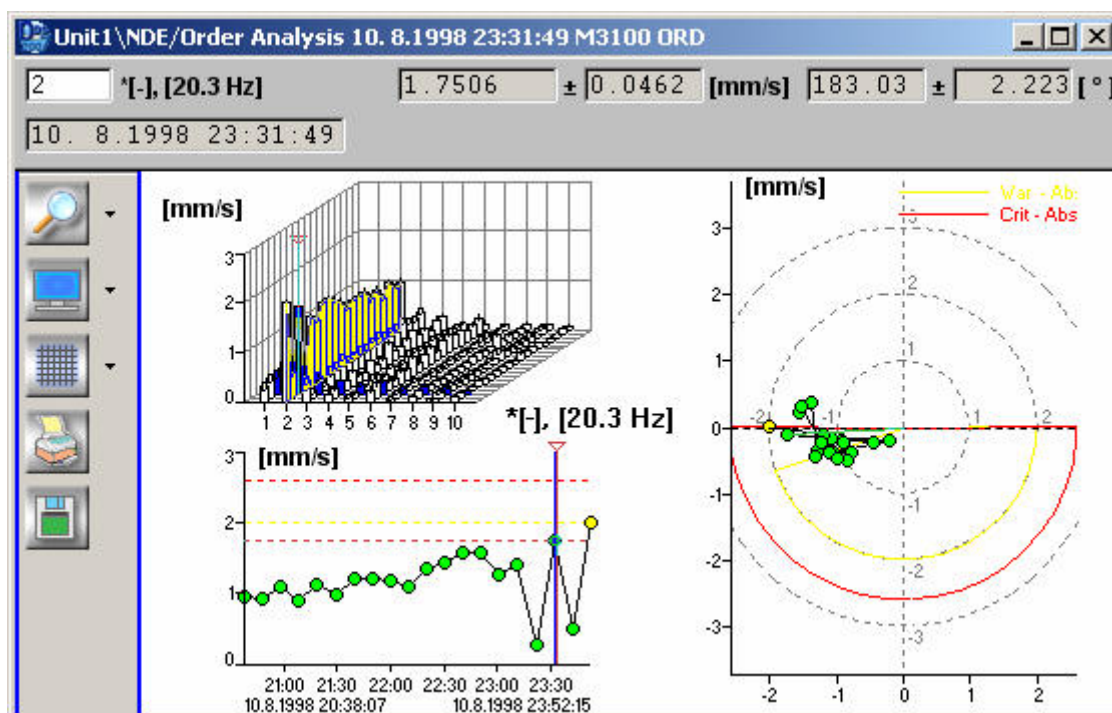 Unit1\NDE/Order Analysis 10. 8.1998 23:31:49 M3100 ORD
2 *[-], [20.3 Hz] 1.7506 ± 0.0462 [mm/s] 183.03 ± 2.223 [°]
10. 8.1998 23:31:49
[mm/s]
3
2
1
0
1 2 3 4 5 6 7 8 9 10
*[-], [20.3 Hz]
[mm/s]
3
2
1
0
21:00 21:30 22:00 22:30 23:00 23:30
10.8.1998 20:38:07 10.8.1998 23:52:15
[mm/s]
War - Abs
Crit - Abs
3
2
1
0
-1
-2
-3
3
2
1
-2 -1 1 2
-1
-2
-3
-2 -1 0 1 2